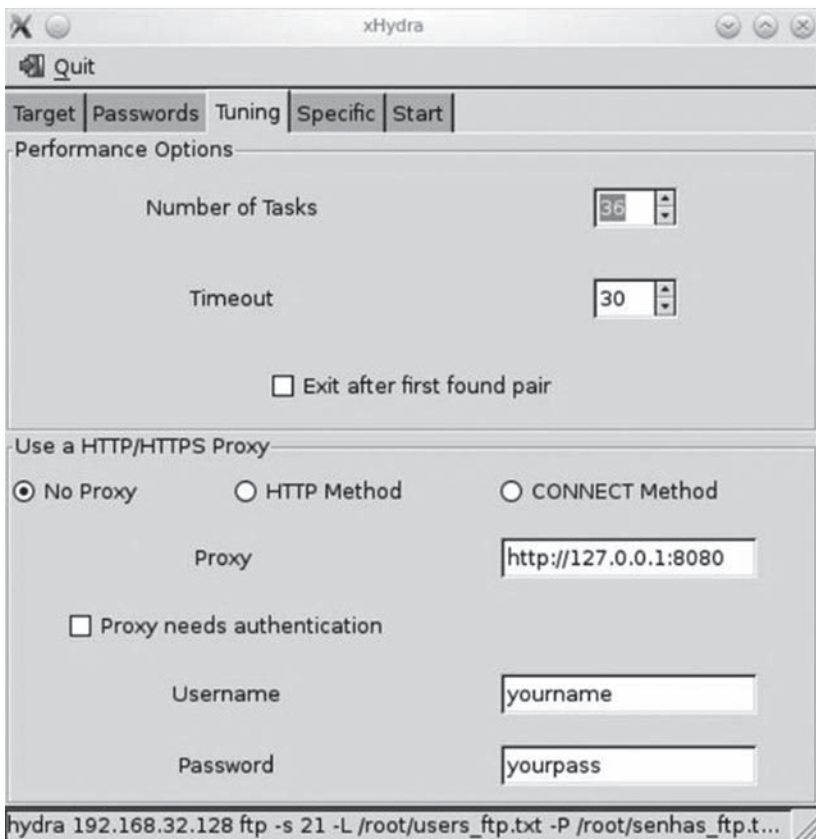 xHydra
Quit
Target Passwords Tuning Specific Start
Performance Options
Number of Tasks 36
Timeout 30
Exit after first found pair
Use a HTTP/HTTPS Proxy
No Proxy HTTP Method CONNECT Method
Proxy http://127.0.0.1:8080
Proxy needs authentication
Username yourname
Password yourpass
hydra 192.168.32.128 ftp -s 21 -L /root/users_ftp.txt -P /root/senhas_ftp.t...